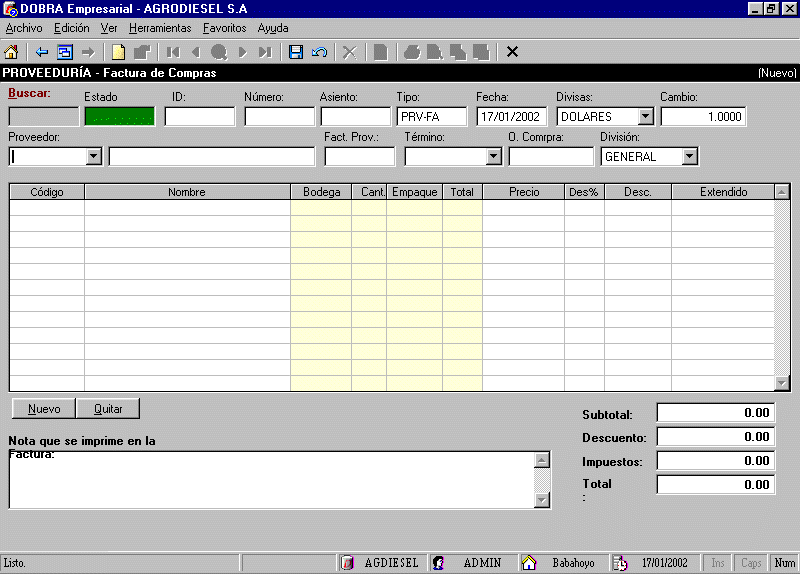 DOBRA Empresarial - AGRODIESEL S.A
Archivo Edición Ver Herramientas Favoritos Ayuda
PROVEEDURÍA - Factura de Compras (Nuevo)
Buscar: Estado ID: Número: Asiento: Tipo: Fecha: Divisas: Cambio:
PRV-FA 17/01/2002 DOLARES 1.0000
Proveedor: Fact. Prov.: Término: O. Comrpra: División:
GENERAL
Código Nombre Bodega Cant. Empaque Total Precio Des% Desc. Extendido
Nuevo Quitar
Subtotal: 0.00
Descuento: 0.00
Nota que se imprime en la
Factura:
Impuestos: 0.00
Total 0.00
:
Listo. AGDIESEL ADMIN Babahoyo 17/01/2002 Ins Caps Num